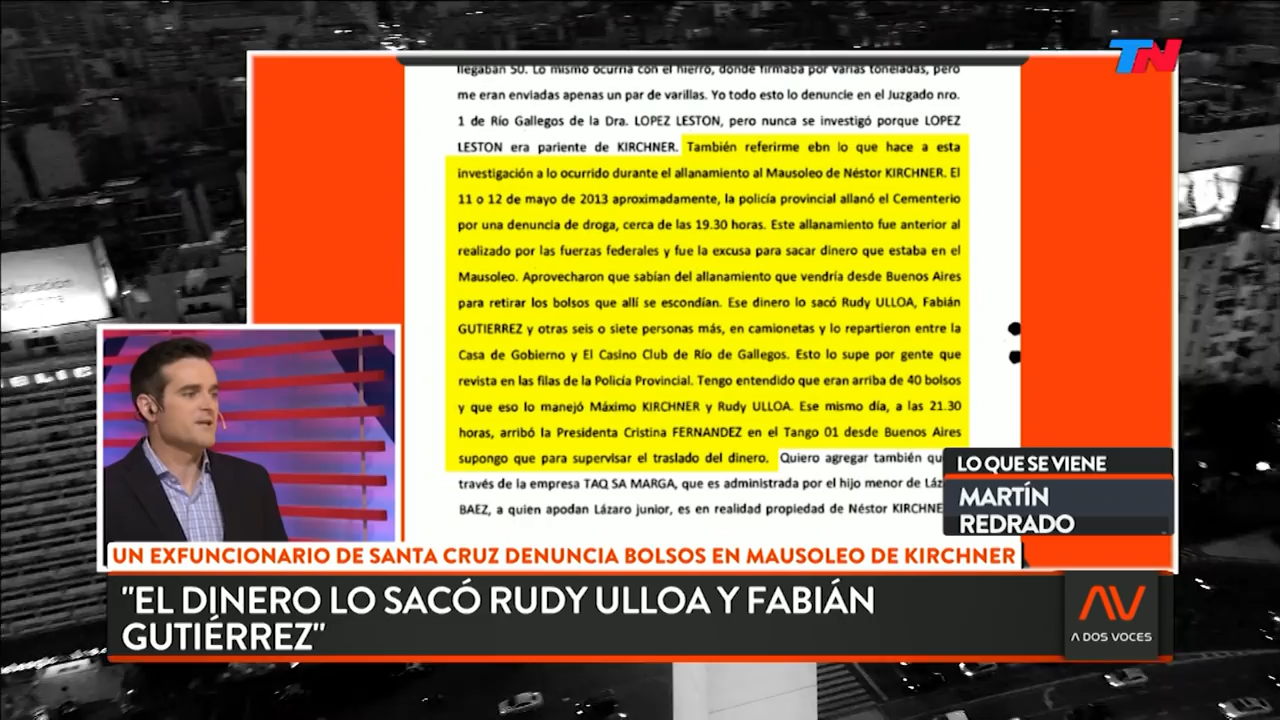 TN
llegaban 50. Lo mismo ocurría con el hierro, donde firmaba por varias toneladas, pero
me eran enviadas apenas un par de varillas. Yo todo esto lo denuncie en el Juzgado nro.
1 de Río Gallegos de la Dra. LOPEZ LESTON, pero nunca se investigó porque LOPEZ
LESTON era pariente de KIRCHNER. También referirme ebn lo que hace a esta
investigación a lo ocurrido durante el allanamiento al Mausoleo de Néstor KIRCHNER. El
11 o 12 de mayo de 2013 aproximadamente, la policía provincial allanó el Cementerio
por una denuncia de droga, cerca de las 19.30 horas. Este allanamiento fue anterior al
realizado por las fuerzas federales y fue la excusa para sacar dinero que estaba en el
Mausoleo. Aprovecharon que sabían del allanamiento que vendría desde Buenos Aires
para retirar los bolsos que allí se escondían. Ese dinero lo sacó Rudy ULLOA, Fabián
GUTIERREZ y otras seis o siete personas más, en camionetas y lo repartieron entre la
Casa de Gobierno y El Casino Club de Río de Gallegos. Esto lo supe por gente que
revista en las filas de la Policía Provincial. Tengo entendido que eran arriba de 40 bolsos
y que eso lo manejó Máximo KIRCHNER y Rudy ULLOA. Ese mismo día, a las 21.30
horas, arribó la Presidenta Cristina FERNANDEZ en el Tango 01 desde Buenos Aires
supongo que para supervisar el traslado del dinero. Quiero agregar también qu
través de la empresa TAQ SA MARGA, que es administrada por el hijo menor de Láz
BAEZ, a quien apodan Lázaro junior, es en realidad propiedad de Néstor KIRCHNE
LO QUE SE VIENE
MARTÍN
REDRADO
UN EXFUNCIONARIO DE SANTA CRUZ DENUNCIA BOLSOS EN MAUSOLEO DE KIRCHNER
"EL DINERO LO SACÓ RUDY ULLOA Y FABIÁN
GUTIÉRREZ"
AV
A DOS VOCES